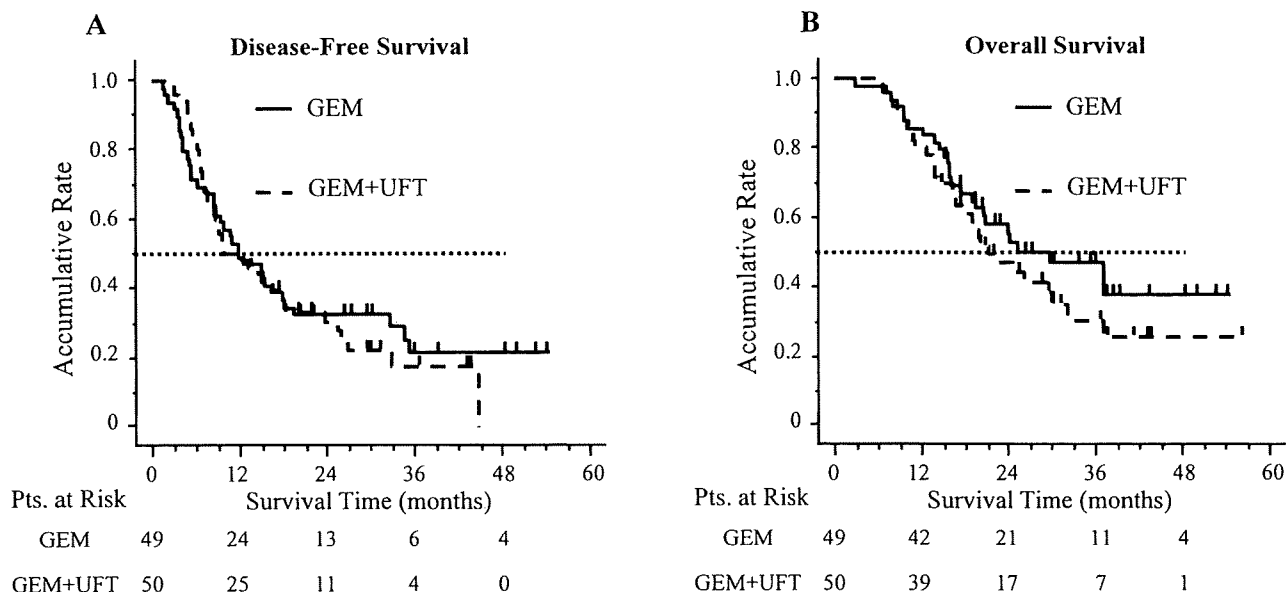 A
Disease-Free Survival
1.0
0.8
0.6
0.4
0.2
0
Accumulative Rate
GEM
GEM+UFT
0 12 24 36 48 60
Survival Time (months)
Pts. at Risk
GEM 49 24 13 6 4
GEM+UFT 50 25 11 4 0
B
Overall Survival
1.0
0.8
0.6
0.4
0.2
0
Accumulative Rate
GEM
GEM+UFT
0 12 24 36 48 60
Survival Time (months)
Pts. at Risk
GEM 49 42 21 11 4
GEM+UFT 50 39 17 7 1